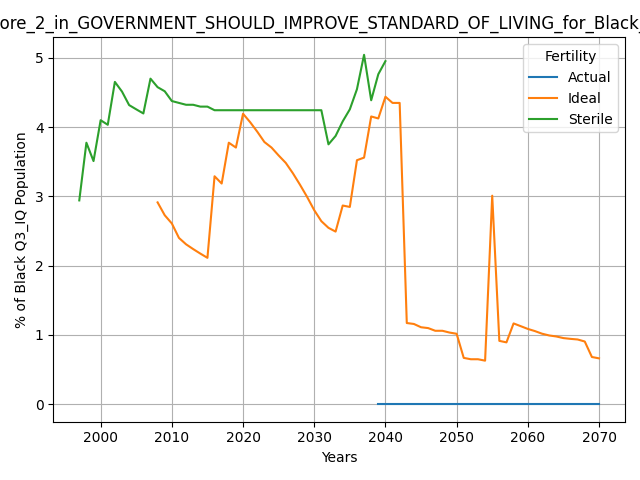 ore_2_in_GOVERNMENT_SHOULD_IMPROVE_STANDARD_OF_LIVING_for_Black_
Fertility
Actual
Ideal
Sterile
% of Black Q3_IQ Population
5
4
3
2
1
0
2000 2010 2020 2030 2040 2050 2060 2070
Years